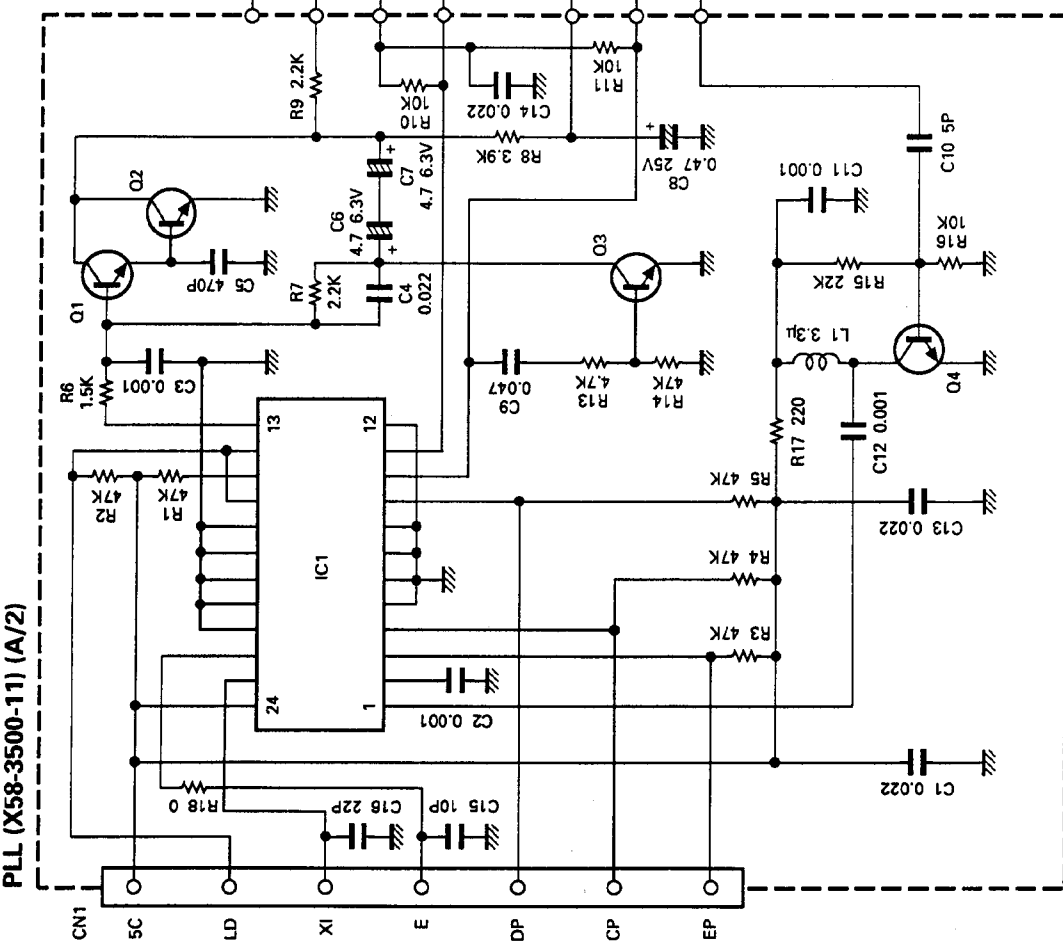 PLL (X58-3500-11) (A/2)
R9 2.2K
R10
10K
C14 0.022
R11
10K
Q2
C7
4.7 6.3V
C6
4.7 6.3V
R8 3.9K
C8
0.47 25V
C10 5P
C11 0.001
Q1
C5 470P
R7
2.2K
C4
0.022
Q3
R15 22K
R16
10K
R6
1.5K
C3 0.001
C9
0.047
R13
4.7K
R14
47K
L1 3.3μ
Q4
R17 220
C12 0.001
R2
47K
R1
47K
13
12
IC1
24
1
R5 47K
R4 47K
R3 47K
C13 0.022
C2 0.001
R18 0
C16 22P
C15 10P
C1 0.022
CN1
5C
LD
XI
E
DP
CP
EP